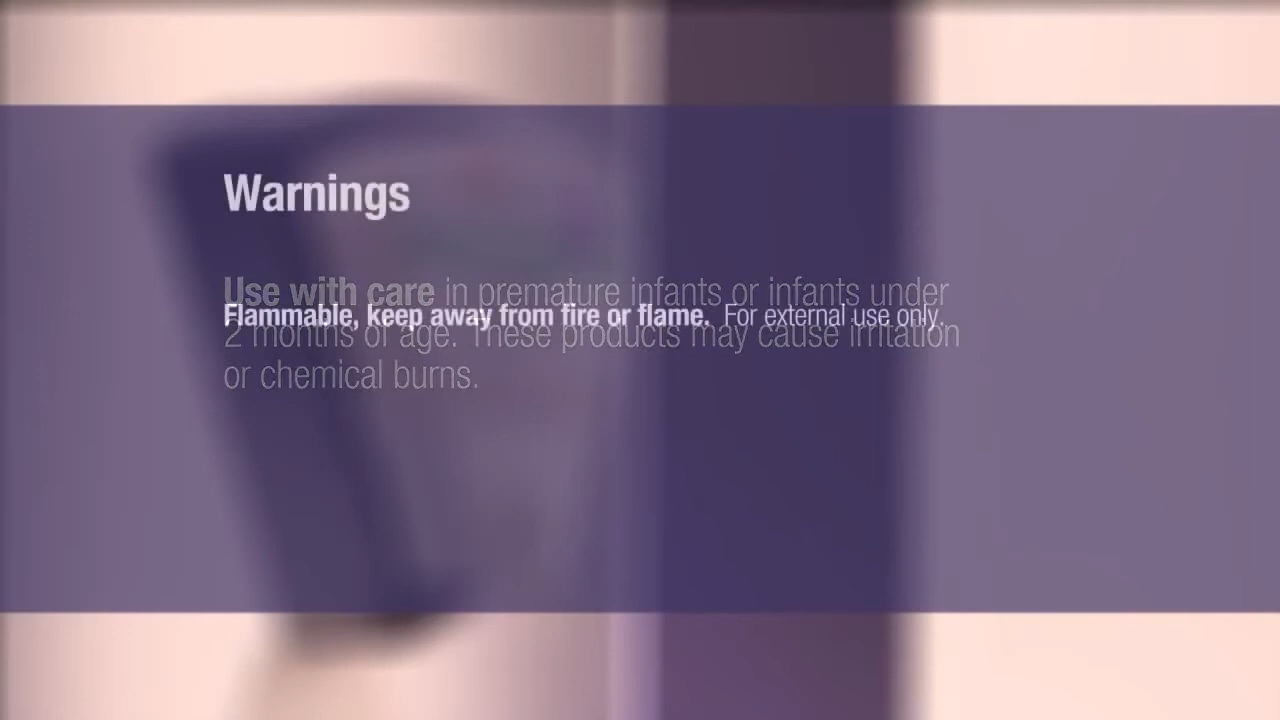 Warnings
Use with care in premature infants or infants under
Flammable, keep away from fire or flame. For external use only.
2 months of age. These products may cause irritation
or chemical burns.